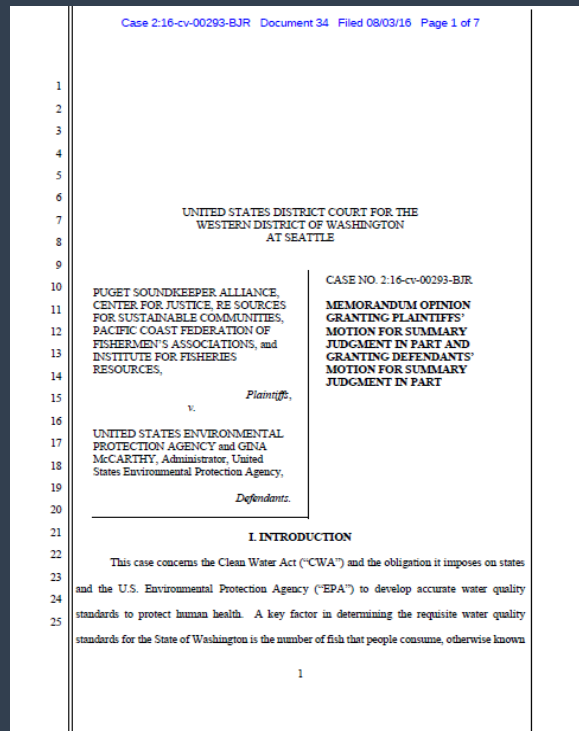 Case 2:16-cv-00293-BJR Document 34 Filed 08/03/16 Page 1 of 7
1
2
3
4
5
6
7
8
9
10
11
12
13
14
15
16
17
18
19
20
21
22
23
24
25
UNITED STATES DISTRICT COURT FOR THE
WESTERN DISTRICT OF WASHINGTON
AT SEATTLE
PUGET SOUNDKEEPER ALLIANCE,
CENTER FOR JUSTICE, RE SOURCES
FOR SUSTAINABLE COMMUNITIES,
PACIFIC COAST FEDERATION OF
FISHERMEN'S ASSOCIATIONS, and
INSTITUTE FOR FISHERIES
RESOURCES,
Plaintiffs,
v.
UNITED STATES ENVIRONMENTAL
PROTECTION AGENCY and GINA
McCARTHY, Administrator, United
States Environmental Protection Agency,
Defendants.
CASE NO. 2:16-cv-00293-BJR
MEMORANDUM OPINION
GRANTING PLAINTIFFS'
MOTION FOR SUMMARY
JUDGMENT IN PART AND
GRANTING DEFENDANTS'
MOTION FOR SUMMARY
JUDGMENT IN PART
I. INTRODUCTION
This case concerns the Clean Water Act ("CWA") and the obligation it imposes on states
and the U.S. Environmental Protection Agency ("EPA") to develop accurate water quality
standards to protect human health. A key factor in determining the requisite water quality
standards for the State of Washington is the number of fish that people consume, otherwise known
1